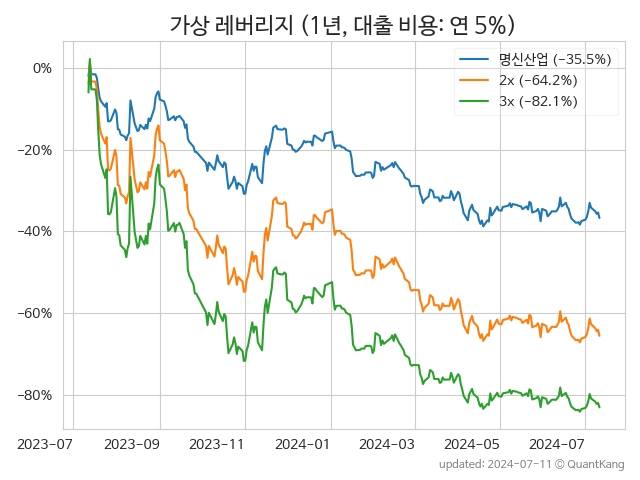 가상 레버리지 (1년, 대출 비용: 연 5%)
명신산업 (-35.5%)
2x (-64.2%)
3x (-82.1%)
0%
-20%
-40%
-60%
-80%
2023-07 2023-09 2023-11 2024-01 2024-03 2024-05 2024-07
updated: 2024-07-11 © QuantKang